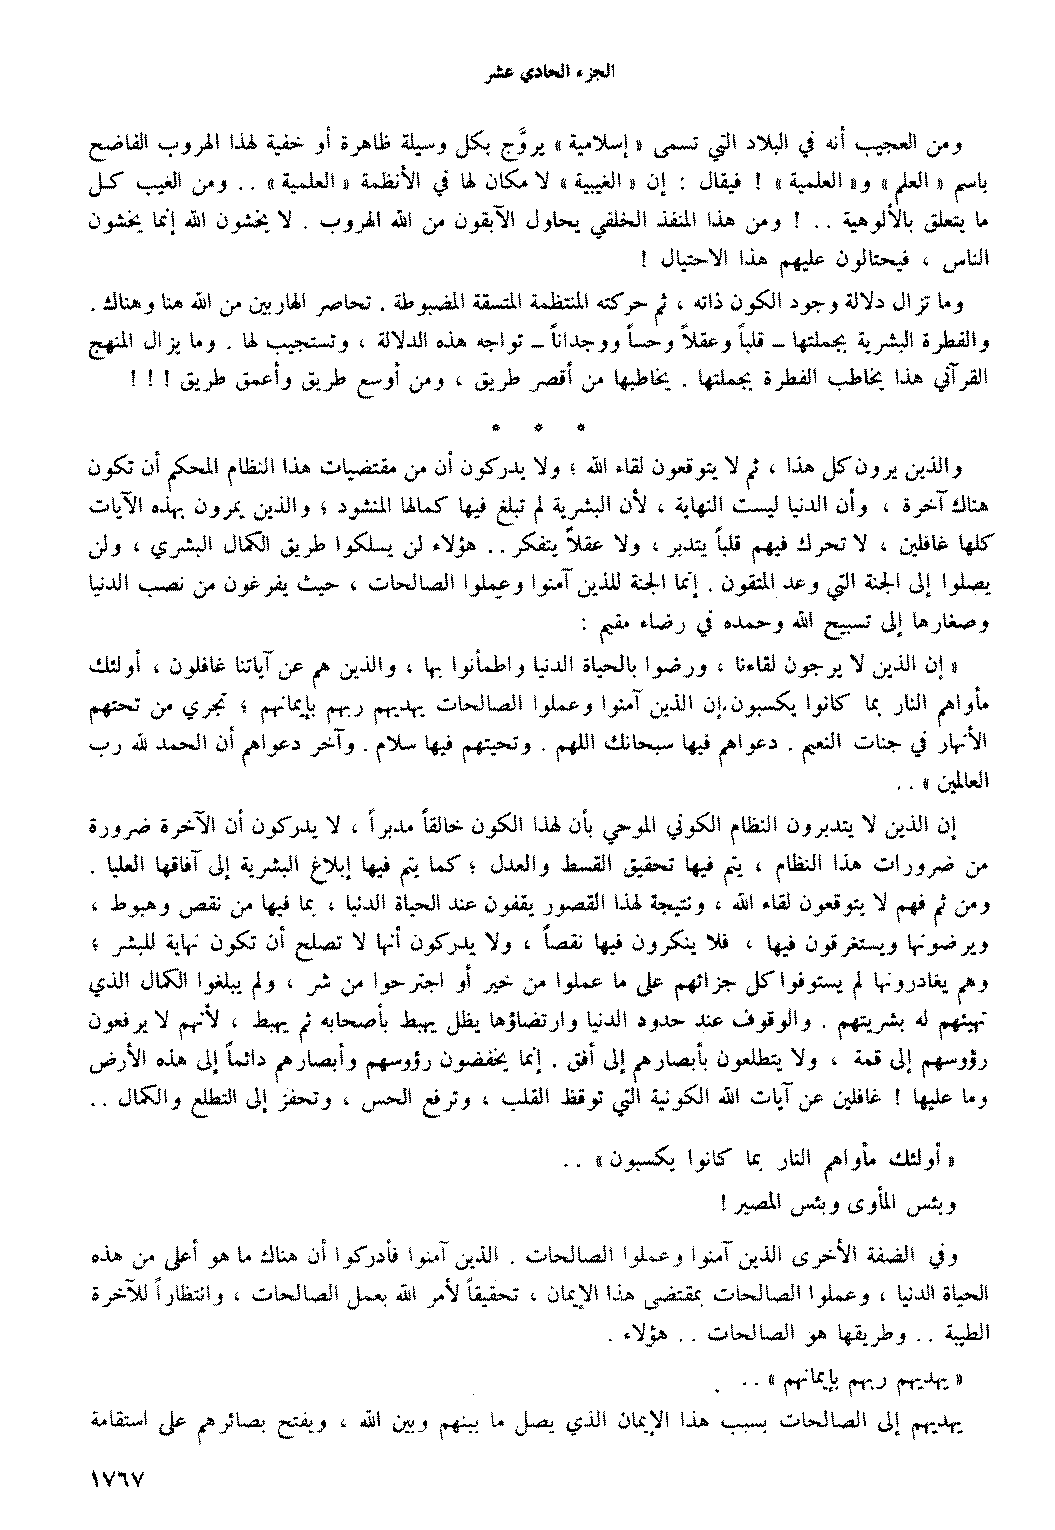 الجزء الحادي عشر
ومن العجيب أنه في البلاد التي تسمى « إسلامية » يروَّج بكل وسيلة ظاهرة أو خفية لهذا الهروب الفاضح
باسم « العلم » و« العلمية » ! فيقال : إن « الغيبية » لا مكان لها في الأنظمة « العلمية » .. ومن الغيب كل
ما يتعلق بالألوهية .. ! ومن هذا المنفذ الخلفي يحاول الآبقون من الله الهروب . لا يخشون الله إنما يخشون
الناس ، فيحتالون عليهم هذا الاحتيال !
وما تزال دلالة وجود الكون ذاته ، ثم حركته المنتظمة المتسقة المضبوطة . تحاصر الهاربين من الله هنا وهناك .
والفطرة البشرية بجملتها – قلباً وعقلاً وحساً ووجداناً – تواجه هذه الدلالة ، وتستجيب لها . وما يزال المنهج
القرآني هذا يخاطب الفطرة بجملتها . يخاطبها من أقصر طريق ، ومن أوسع طريق وأعمق طريق ! ! !
* * *
والذين يرون كل هذا ، ثم لا يتوقعون لقاء الله ؛ ولا يدركون أن من مقتضيات هذا النظام المحكم أن تكون
هناك آخرة ، وأن الدنيا ليست النهاية ، لأن البشرية لم تبلغ فيها كمالها المنشود ؛ والذين يمرون بهذه الآيات
كلها غافلين ، لا تحرك فيهم قلباً يتدبر ، ولا عقلاً يتفكر .. هؤلاء لن يسلكوا طريق الكمال البشري ، ولن
يصلوا إلى الجنة التي وعد المتقون . إنما الجنة للذين آمنوا وعملوا الصالحات ، حيث يفرغون من نصب الدنيا
وصغارها إلى تسبيح الله وحمده في رضاء مقيم :
« إن الذين لا يرجون لقاءنا ، ورضوا بالحياة الدنيا واطمأنوا بها ، والذين هم عن آياتنا غافلون ، أولئك
مأواهم النار بما كانوا يكسبون،إن الذين آمنوا وعملوا الصالحات يهديهم ربهم بإيمانهم ؛ تجري من تحتهم
الأنهار في جنات النعيم . دعواهم فيها سبحانك اللهم . وتحيتهم فيها سلام . وآخر دعواهم أن الحمد لله رب
العالمين » ..
إن الذين لا يتدبرون النظام الكوني الموحي بأن لهذا الكون خالقاً مدبراً ، لا يدركون أن الآخرة ضرورة
من ضرورات هذا النظام ، يتم فيها تحقيق القسط والعدل ؛ كما يتم فيها إبلاغ البشرية إلى آفاقها العليا .
ومن ثم فهم لا يتوقعون لقاء الله ، ونتيجة لهذا القصور يقفون عند الحياة الدنيا ، بما فيها من نقص وهبوط ،
ويرضونها ويستغرقون فيها ، فلا ينكرون فيها نقصاً ، ولا يدركون أنها لا تصلح أن تكون نهاية للبشر ؛
وهم يغادرونها لم يستوفوا كل جزائهم على ما عملوا من خير أو اجترحوا من شر ، ولم يبلغوا الكمال الذي
تهيئهم له بشريتهم . والوقوف عند حدود الدنيا وارتضاؤها يظل يهبط بأصحابه ثم يهبط ، لأنهم لا يرفعون
رؤوسهم إلى قمة ، ولا يتطلعون بأبصارهم إلى أفق . إنما يخفضون رؤوسهم وأبصارهم دائماً إلى هذه الأرض
وما عليها ! غافلين عن آيات الله الكونية التي توقظ القلب ، وترفع الحس ، وتحفز إلى التطلع والكمال ..
« أولئك مأواهم النار بما كانوا يكسبون » ..
وبئس المأوى وبئس المصير !
وفي الضفة الأخرى الذين آمنوا وعملوا الصالحات . الذين آمنوا فأدركوا أن هناك ما هو أعلى من هذه
الحياة الدنيا ، وعملوا الصالحات بمقتضى هذا الإيمان ، تحقيقاً لأمر الله بعمل الصالحات ، وانتظاراً للآخرة
الطيبة .. وطريقها هو الصالحات .. هؤلاء .
« يهديهم ربهم بإيمانهم » ..
يهديهم إلى الصالحات بسبب هذا الإيمان الذي يصل ما بينهم وبين الله ، ويفتح بصائرهم على استقامة
١٧٦٧